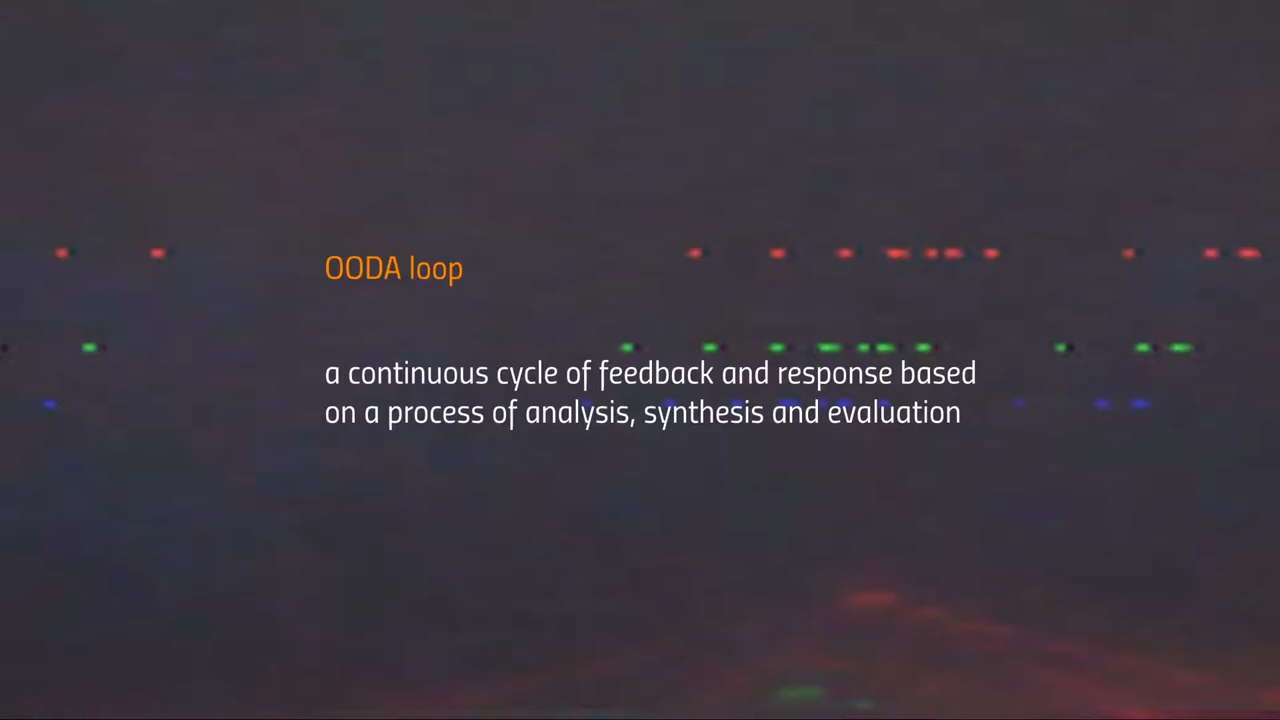 OODA loop
a continuous cycle of feedback and response based
on a process of analysis, synthesis and evaluation